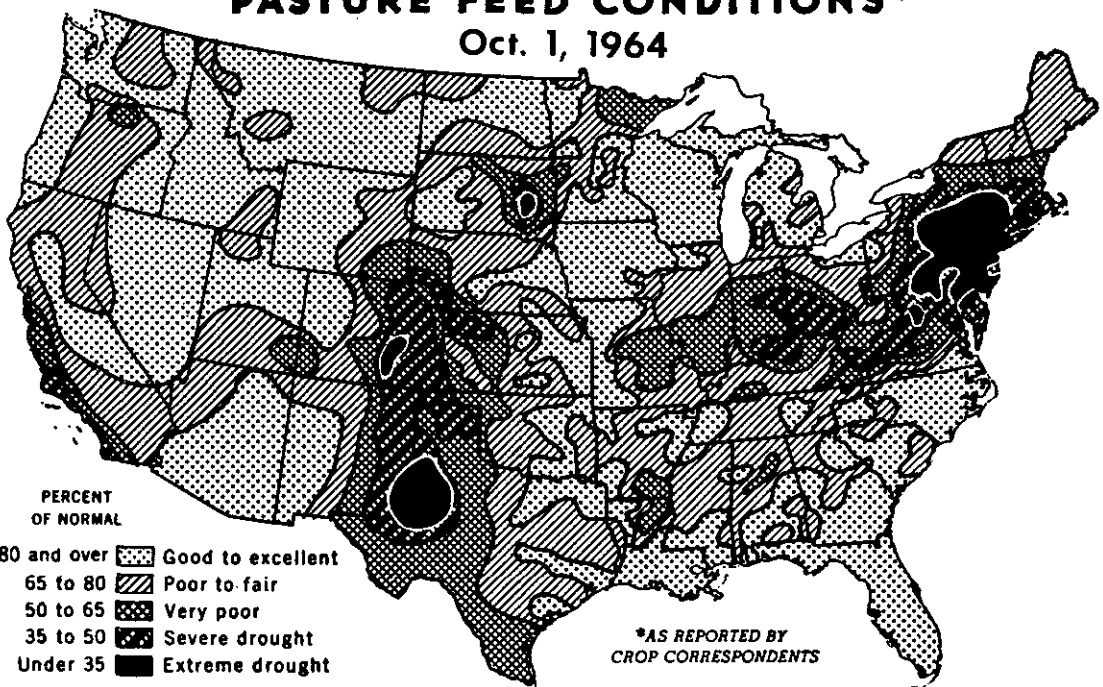 PASTURE FEED CONDITIONS*
Oct. 1, 1964
PERCENT
OF NORMAL
80 and over Good to excellent
65 to 80 Poor to fair
50 to 65 Very poor
35 to 50 Severe drought
Under 35 Extreme drought
*AS REPORTED BY
CROP CORRESPONDENTS